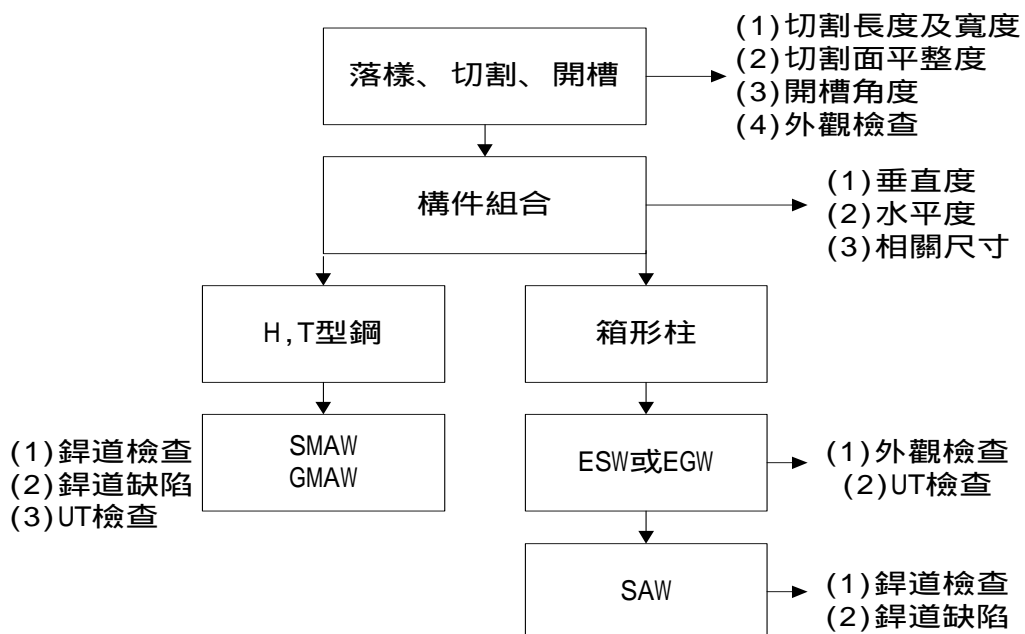 落樣、切割、開槽
(1)切割長度及寬度
(2)切割面平整度
(3)開槽角度
(4)外觀檢查
構件組合
(1)垂直度
(2)水平度
(3)相關尺寸
H,T型鋼
箱形柱
(1)銲道檢查
(2)銲道缺陷
(3)UT檢查
SMAW
GMAW
ESW或EGW
(1)外觀檢查
(2)UT檢查
SAW
(1)銲道檢查
(2)銲道缺陷